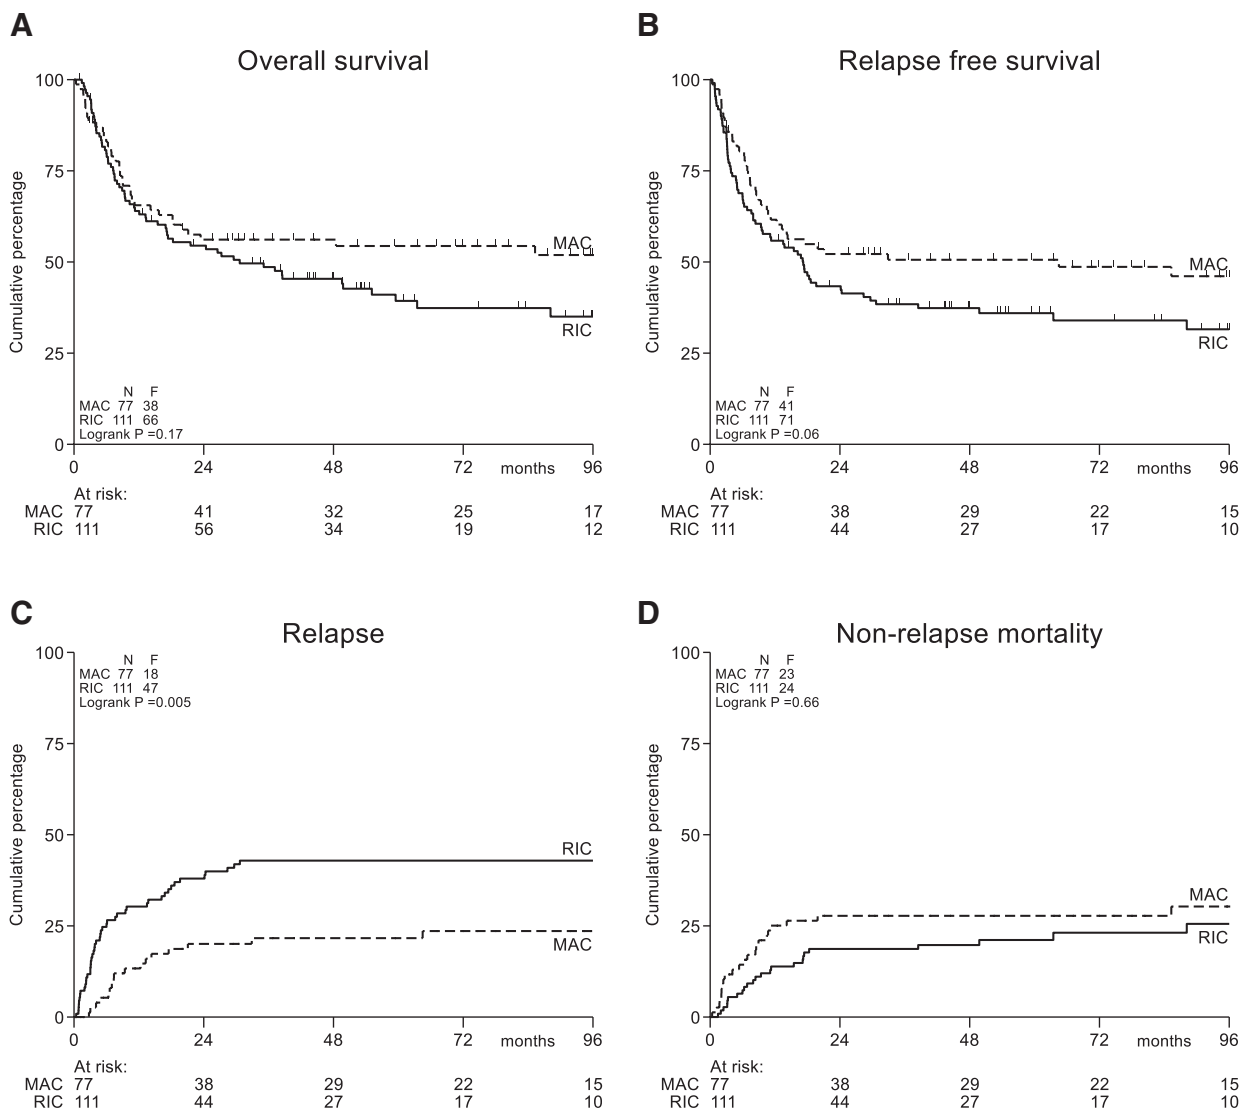 A
Overall survival
Cumulative percentage
100
75
50
25
0
MAC
RIC
N F
MAC 77 38
RIC 111 66
Logrank P =0.17
0 24 48 72 months 96
At risk:
MAC 77 41 32 25 17
RIC 111 56 34 19 12
B
Relapse free survival
Cumulative percentage
100
75
50
25
0
MAC
RIC
N F
MAC 77 41
RIC 111 71
Logrank P =0.06
0 24 48 72 months 96
At risk:
MAC 77 38 29 22 15
RIC 111 44 27 17 10
C
Relapse
Cumulative percentage
100
75
50
25
0
N F
MAC 77 18
RIC 111 47
Logrank P =0.005
RIC
MAC
0 24 48 72 months 96
At risk:
MAC 77 38 29 22 15
RIC 111 44 27 17 10
D
Non-relapse mortality
Cumulative percentage
100
75
50
25
0
N F
MAC 77 23
RIC 111 24
Logrank P =0.66
MAC
RIC
0 24 48 72 months 96
At risk:
MAC 77 38 29 22 15
RIC 111 44 27 17 10